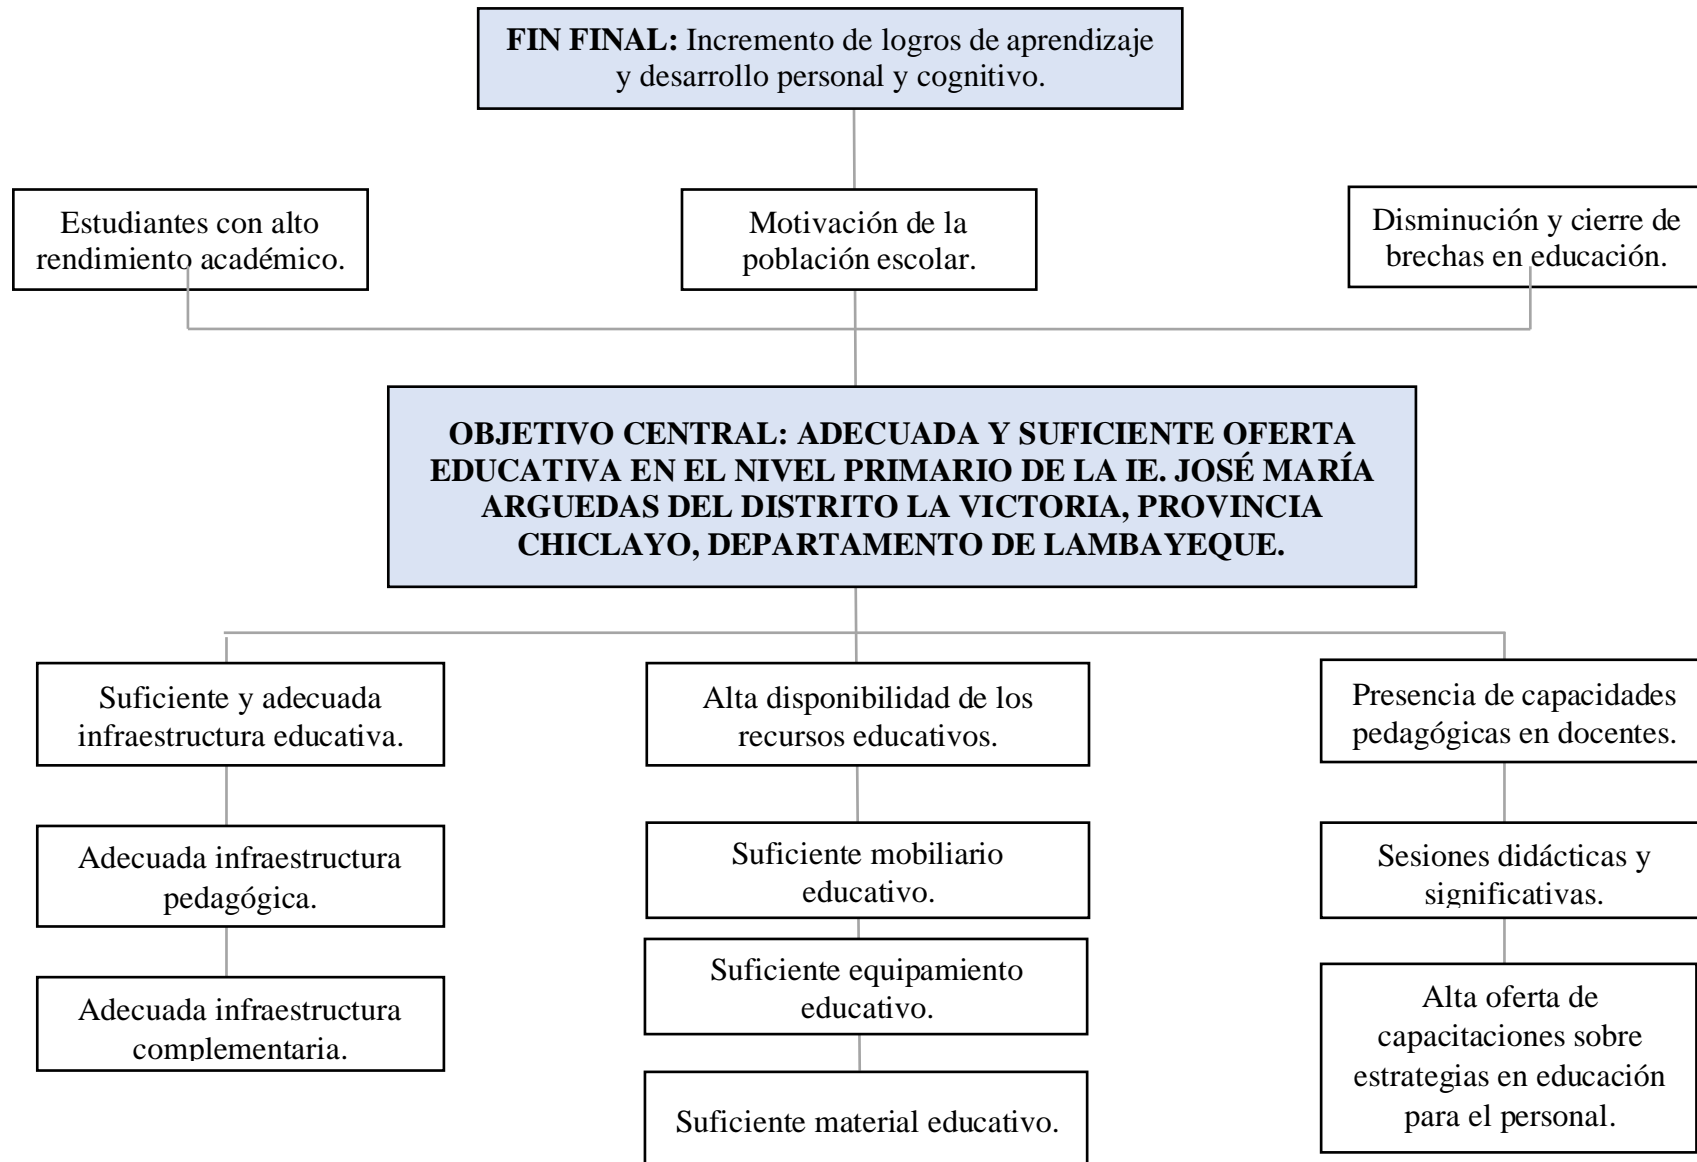 FIN FINAL: Incremento de logros de aprendizaje
y desarrollo personal y cognitivo.
Estudiantes con alto
rendimiento académico.
Motivación de la
población escolar.
Disminución y cierre de
brechas en educación.
OBJETIVO CENTRAL: ADECUADA Y SUFICIENTE OFERTA
EDUCATIVA EN EL NIVEL PRIMARIO DE LA IE. JOSÉ MARÍA
ARGUEDAS DEL DISTRITO LA VICTORIA, PROVINCIA
CHICLAYO, DEPARTAMENTO DE LAMBAYEQUE.
Suficiente y adecuada
infraestructura educativa.
Alta disponibilidad de los
recursos educativos.
Presencia de capacidades
pedagógicas en docentes.
Adecuada infraestructura
pedagógica.
Suficiente mobiliario
educativo.
Sesiones didácticas y
significativas.
Adecuada infraestructura
complementaria.
Suficiente equipamiento
educativo.
Alta oferta de
capacitaciones sobre
estrategias en educación
para el personal.
Suficiente material educativo.